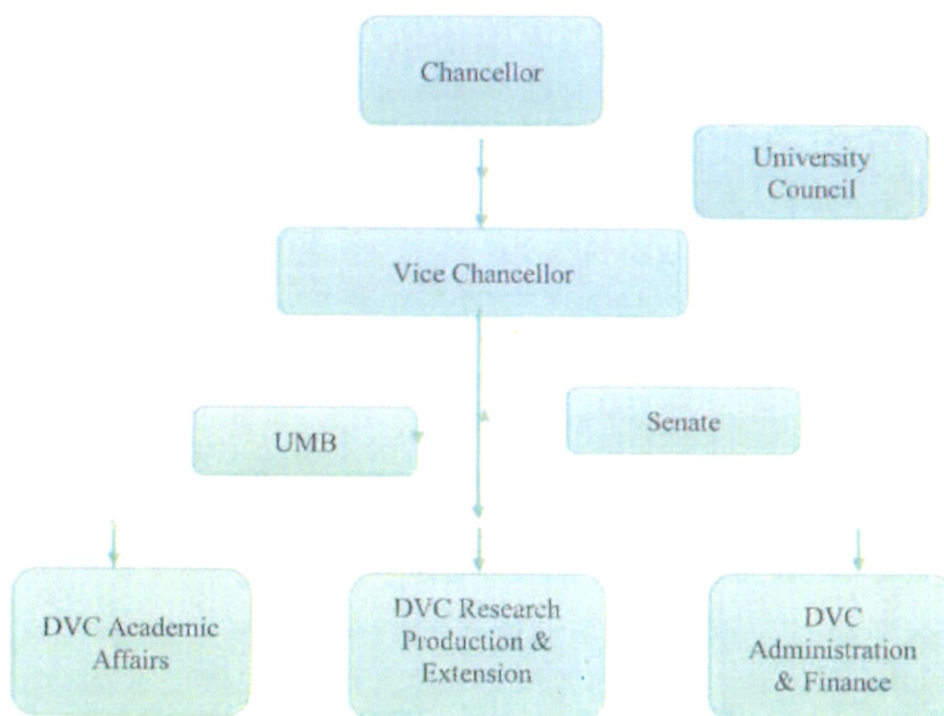 Chancellor
University
Council
Vice Chancellor
UMB
Senate
DVC Academic
Affairs
DVC Research
Production &
Extension
DVC
Administration
& Finance